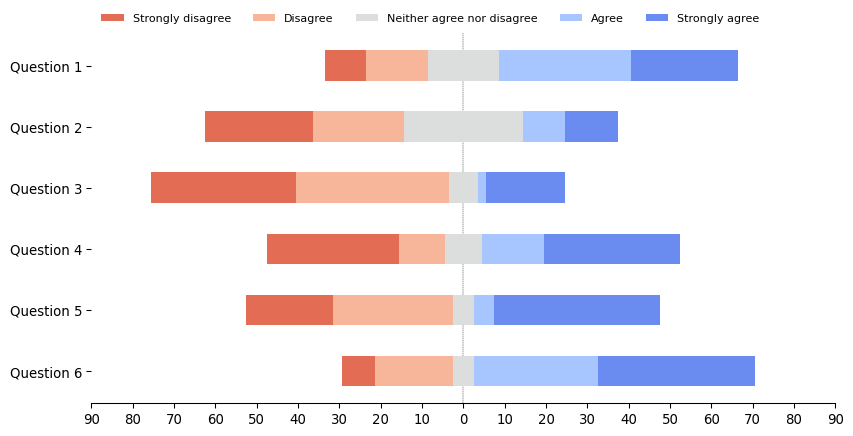 Strongly disagree Disagree Neither agree nor disagree Agree Strongly agree
Question 1
Question 2
Question 3
Question 4
Question 5
Question 6
90 80 70 60 50 40 30 20 10 0 10 20 30 40 50 60 70 80 90